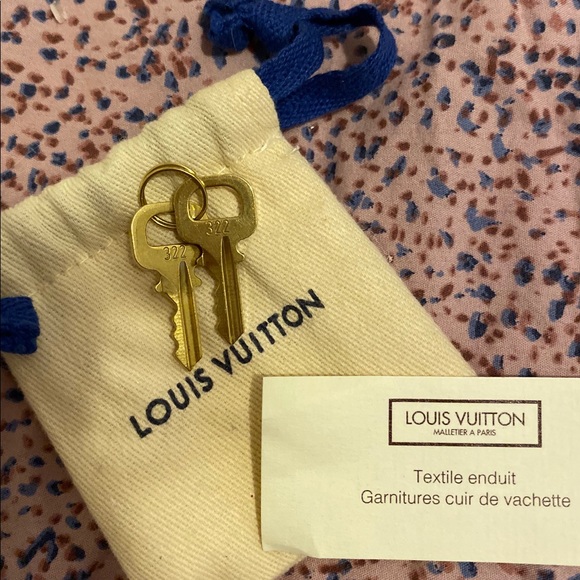 322
322
LOUIS VUITTON
LOUIS VUITTON
MALLETIER A PARIS
Textile enduit
Garnitures cuir de vachette